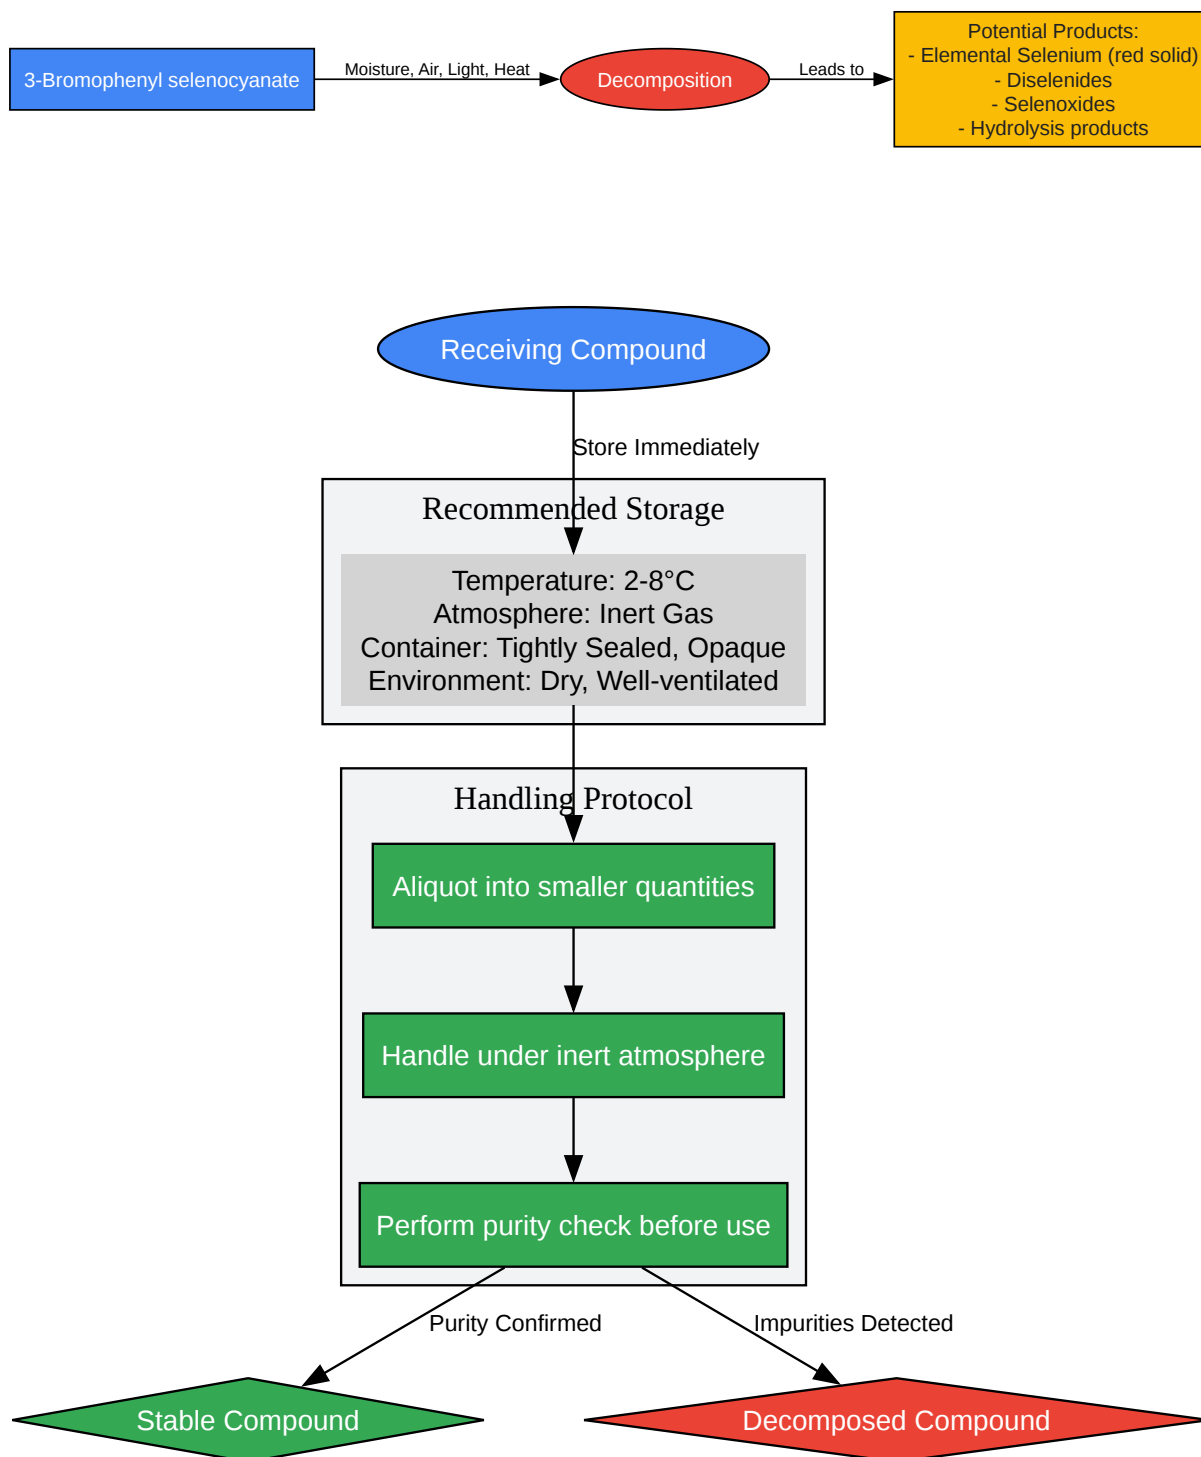 3-Bromophenyl selenocyanate
Moisture, Air, Light, Heat
Decomposition
Leads to
Potential Products:
- Elemental Selenium (red solid)
- Diselenides
- Selenoxides
- Hydrolysis products
Receiving Compound
Store Immediately
Recommended Storage
Temperature: 2-8°C
Atmosphere: Inert Gas
Container: Tightly Sealed, Opaque
Environment: Dry, Well-ventilated
Handling Protocol
Aliquot into smaller quantities
Handle under inert atmosphere
Perform purity check before use
Purity Confirmed
Impurities Detected
Stable Compound
Decomposed Compound